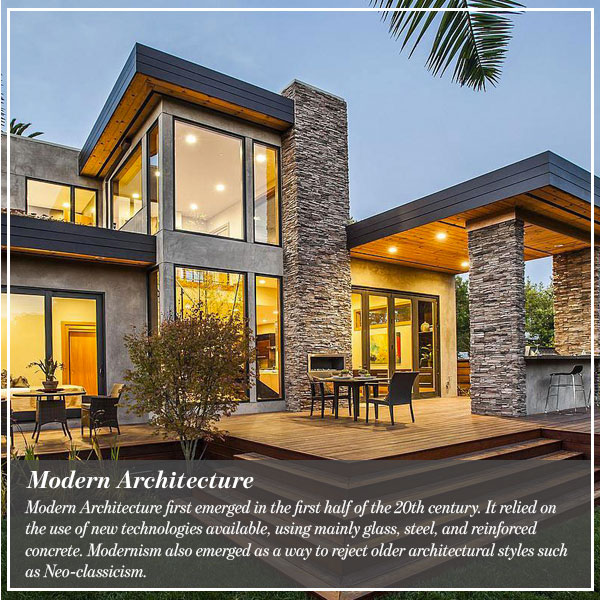 Modern Architecture
Modern Architecture first emerged in the first half of the 20th century. It relied on
the use of new technologies available, using mainly glass, steel, and reinforced
concrete. Modernism also emerged as a way to reject older architectural styles such
as Neo-classicism.